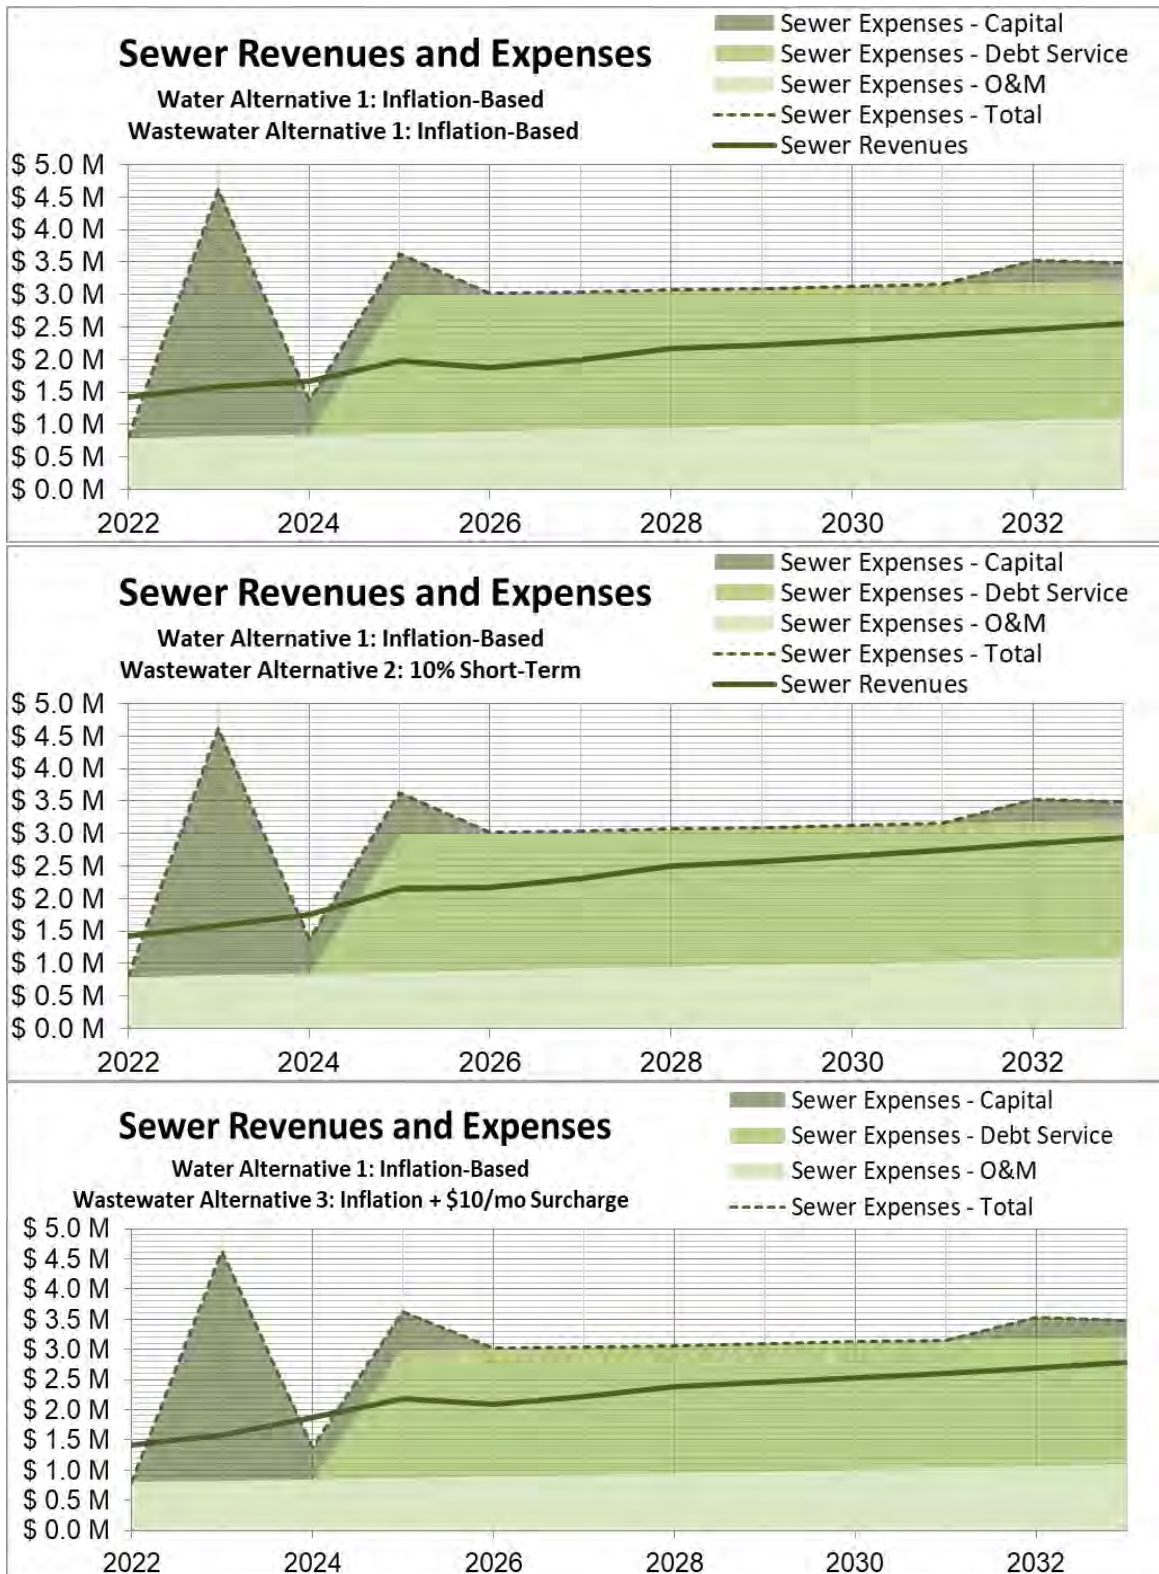 Sewer Revenues and Expenses
Water Alternative 1: Inflation-Based
Wastewater Alternative 1: Inflation-Based
Sewer Expenses - Capital
Sewer Expenses - Debt Service
Sewer Expenses - O&M
Sewer Expenses - Total
Sewer Revenues
$ 5.0 M
$ 4.5 M
$ 4.0 M
$ 3.5 M
$ 3.0 M
$ 2.5 M
$ 2.0 M
$ 1.5 M
$ 1.0 M
$ 0.5 M
$ 0.0 M
2022 2024 2026 2028 2030 2032
Sewer Revenues and Expenses
Water Alternative 1: Inflation-Based
Wastewater Alternative 2: 10% Short-Term
Sewer Expenses - Capital
Sewer Expenses - Debt Service
Sewer Expenses - O&M
Sewer Expenses - Total
Sewer Revenues
$ 5.0 M
$ 4.5 M
$ 4.0 M
$ 3.5 M
$ 3.0 M
$ 2.5 M
$ 2.0 M
$ 1.5 M
$ 1.0 M
$ 0.5 M
$ 0.0 M
2022 2024 2026 2028 2030 2032
Sewer Revenues and Expenses
Water Alternative 1: Inflation-Based
Wastewater Alternative 3: Inflation + $10/mo Surcharge
Sewer Expenses - Capital
Sewer Expenses - Debt Service
Sewer Expenses - O&M
Sewer Expenses - Total
$ 5.0 M
$ 4.5 M
$ 4.0 M
$ 3.5 M
$ 3.0 M
$ 2.5 M
$ 2.0 M
$ 1.5 M
$ 1.0 M
$ 0.5 M
$ 0.0 M
2022 2024 2026 2028 2030 2032